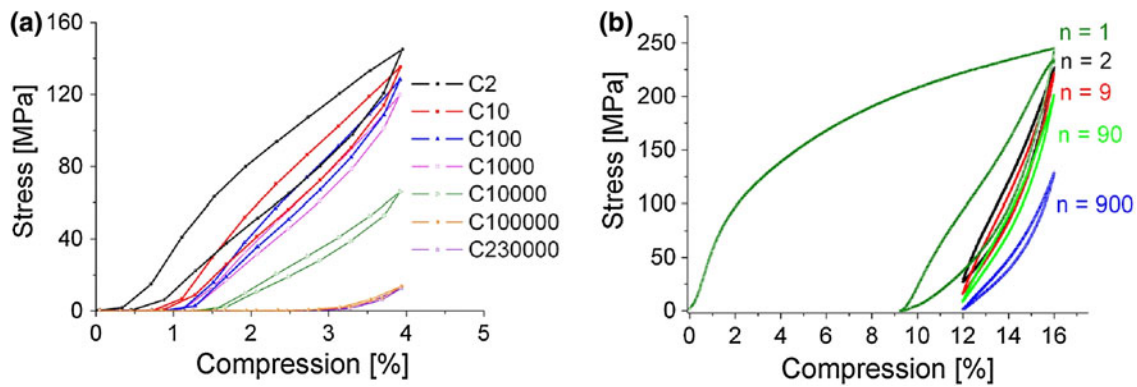 (a)
160
120
80
40
0
Stress [MPa]
0 1 2 3 4 5
Compression [%]
C2
C10
C100
C1000
C10000
C100000
C230000
(b)
250
200
150
100
50
0
Stress [MPa]
0 2 4 6 8 10 12 14 16
Compression [%]
n = 1
n = 2
n = 9
n = 90
n = 900